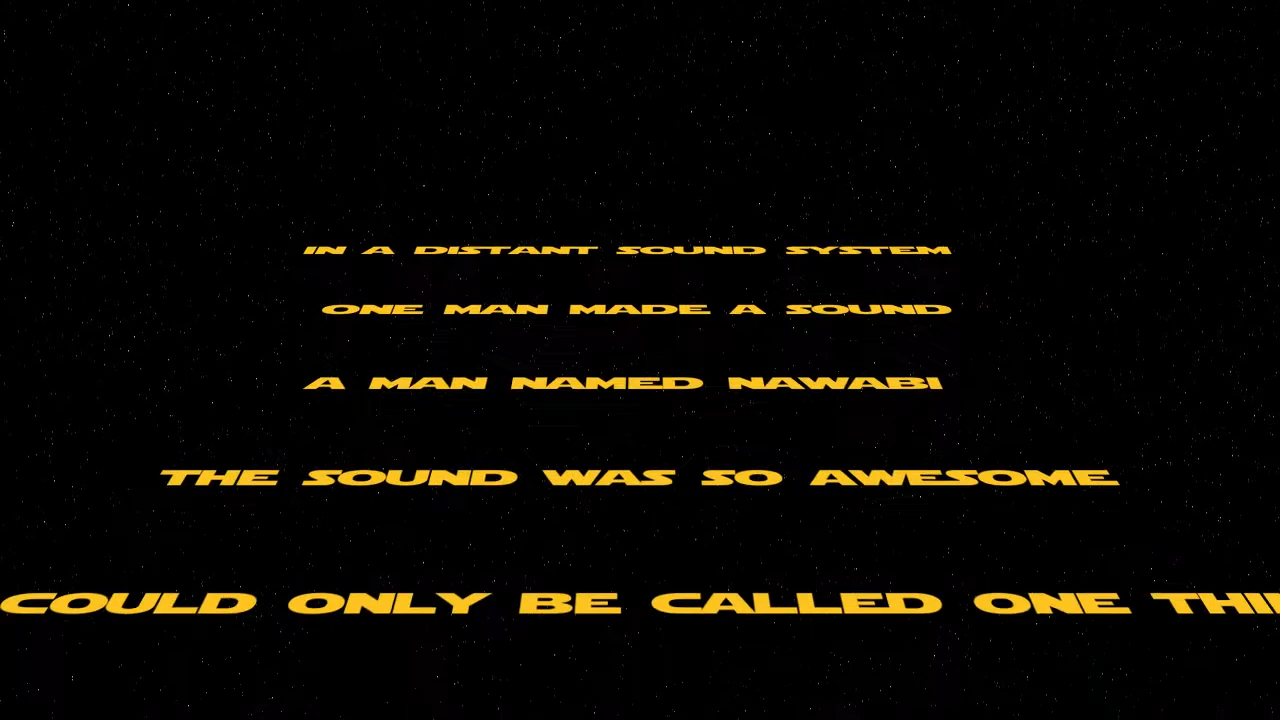 IN A DISTANT SOUND SYSTEM
ONE MAN MADE A SOUND
A MAN NAMED NAWABI
THE SOUND WAS SO AWESOME
COULD ONLY BE CALLED ONE